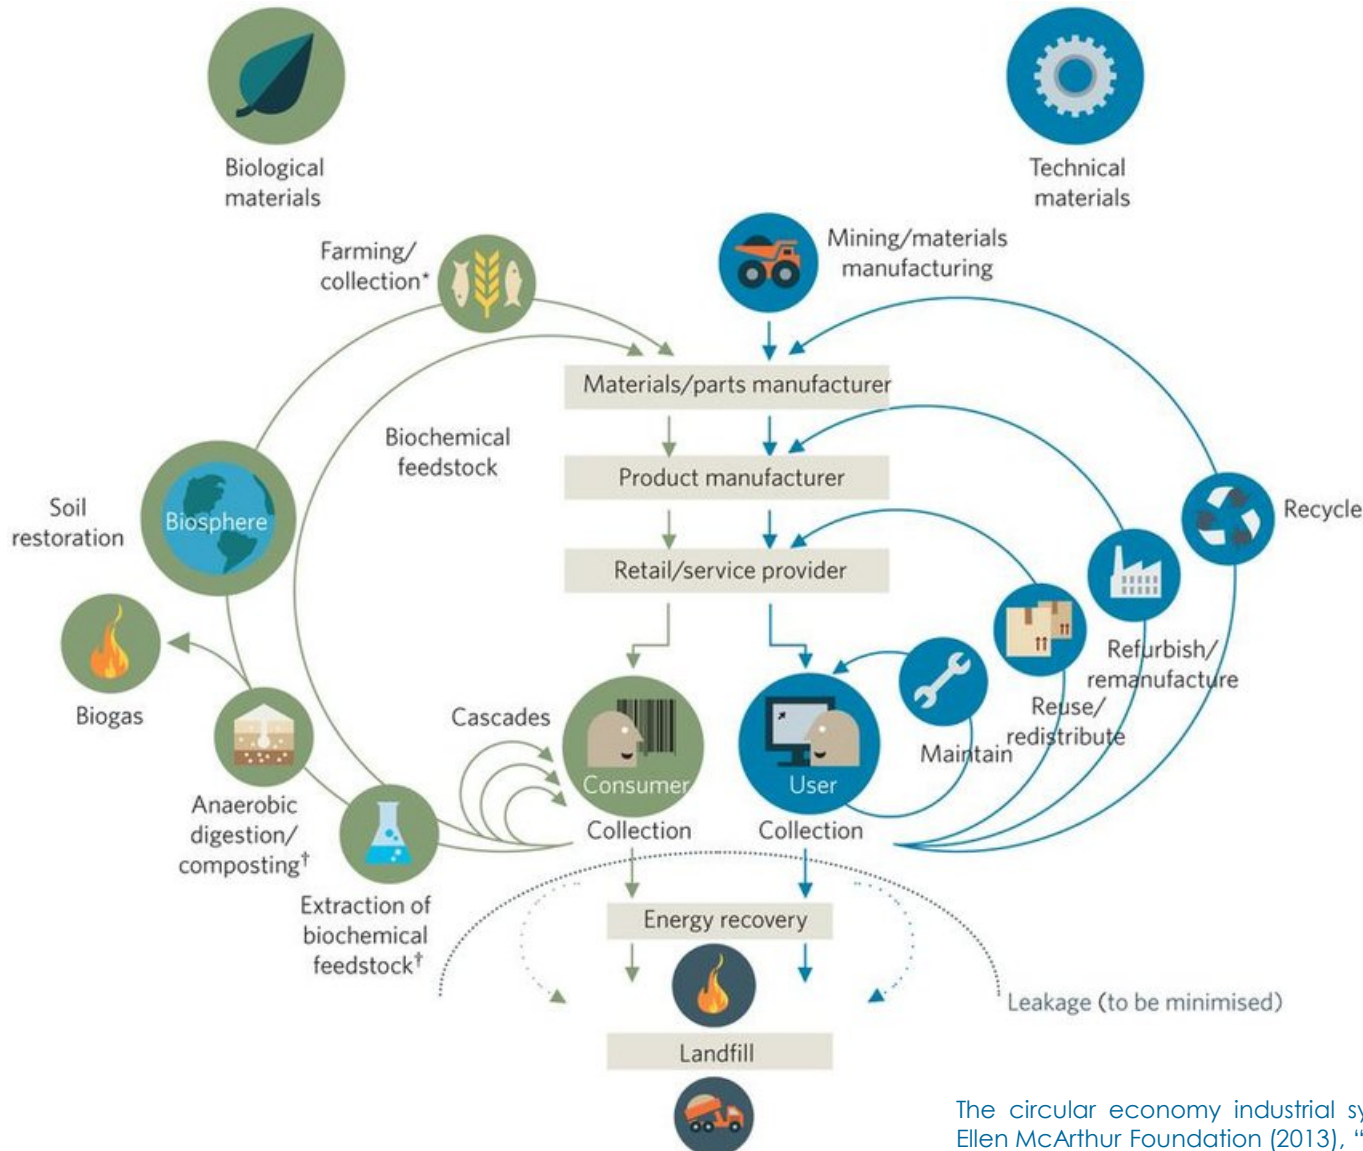 Biological
materials
Technical
materials
Farming/
collection*
Mining/materials
manufacturing
Materials/parts manufacturer
Biochemical
feedstock
Product manufacturer
Soil
restoration
Biosphere
Recycle
Retail/service provider
Refurbish/
remanufacture
Reuse/
redistribute
Maintain
Biogas
Cascades
Consumer
User
Anaerobic
digestion/
composting†
Collection
Collection
Extraction of
biochemical
feedstock†
Energy recovery
Leakage (to be minimised)
Landfill
The circular economy industrial sy
Ellen McArthur Foundation (2013), “